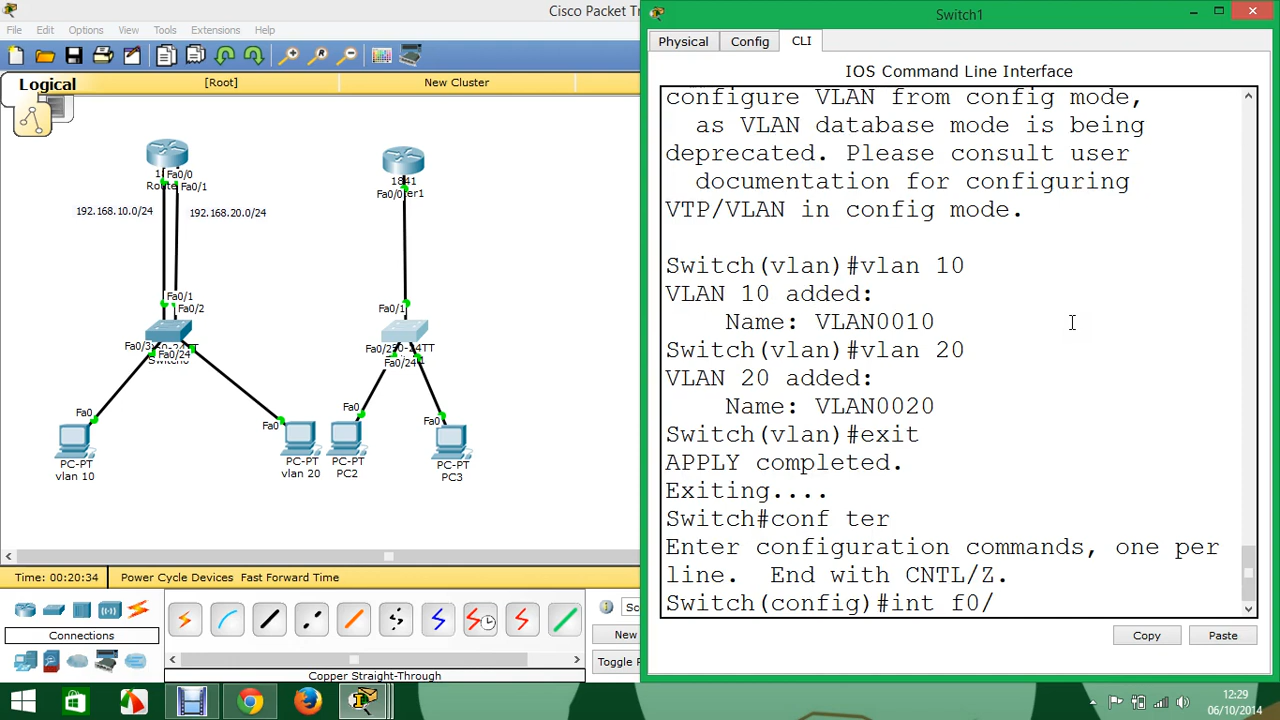 Cisco Packet Tr
File Edit Options View Tools Extensions Help
Logical
[Root]
New Cluster
Fa0/0
Fa0/1
192.168.10.0/24
192.168.20.0/24
Fa0/1
Fa0/2
Fa0/24
Fa0
PC-PT
vlan 10
Fa0
PC-PT
vlan 20
1841
Fa0/1
Fa0/24
Fa0
PC-PT
PC2
Fa0
PC-PT
PC3
Time: 00:20:34
Power Cycle Devices Fast Forward Time
Connections
Copper Straight-Through
New
Switch1
Physical
Config
CLI
IOS Command Line Interface
configure VLAN from config mode,
as VLAN database mode is being
deprecated. Please consult user
documentation for configuring
VTP/VLAN in config mode.
Switch(vlan)#vlan 10
VLAN 10 added:
Name: VLAN0010
Switch(vlan)#vlan 20
VLAN 20 added:
Name: VLAN0020
Switch(vlan)#exit
APPLY completed.
Exiting....
Switch#conf ter
Enter configuration commands, one per
line. End with CNTL/Z.
Switch(config)#int f0/
Copy
Paste
12:29
06/10/2014